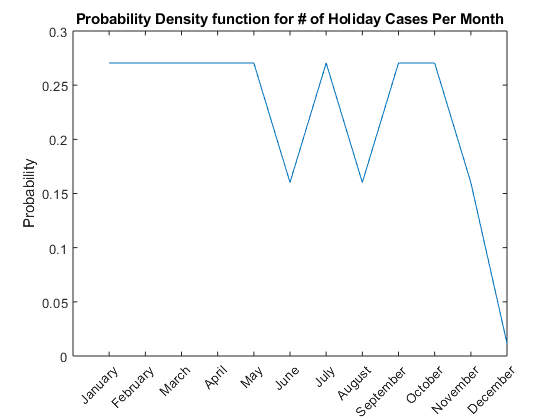 Probability Density function for # of Holiday Cases Per Month
0.3
0.25
0.2
0.15
0.1
0.05
0
Probability
January
February
March
April
May
June
July
August
September
October
November
December